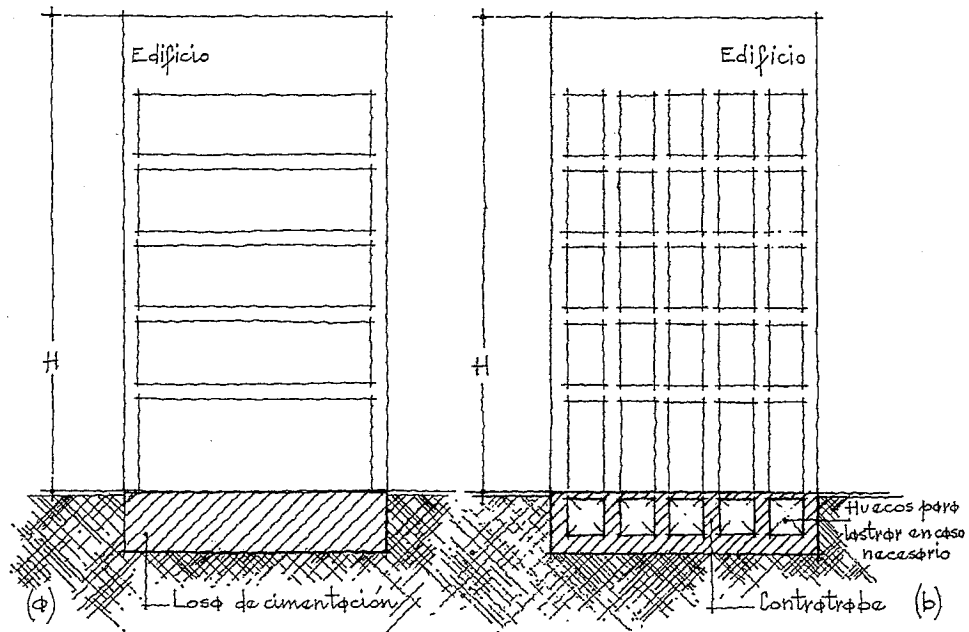 Edificio
Edificio
H
H
Huecos para
lastrar en caso
necesario
(a)
Losa de cimentación
Contratrabe
(b)